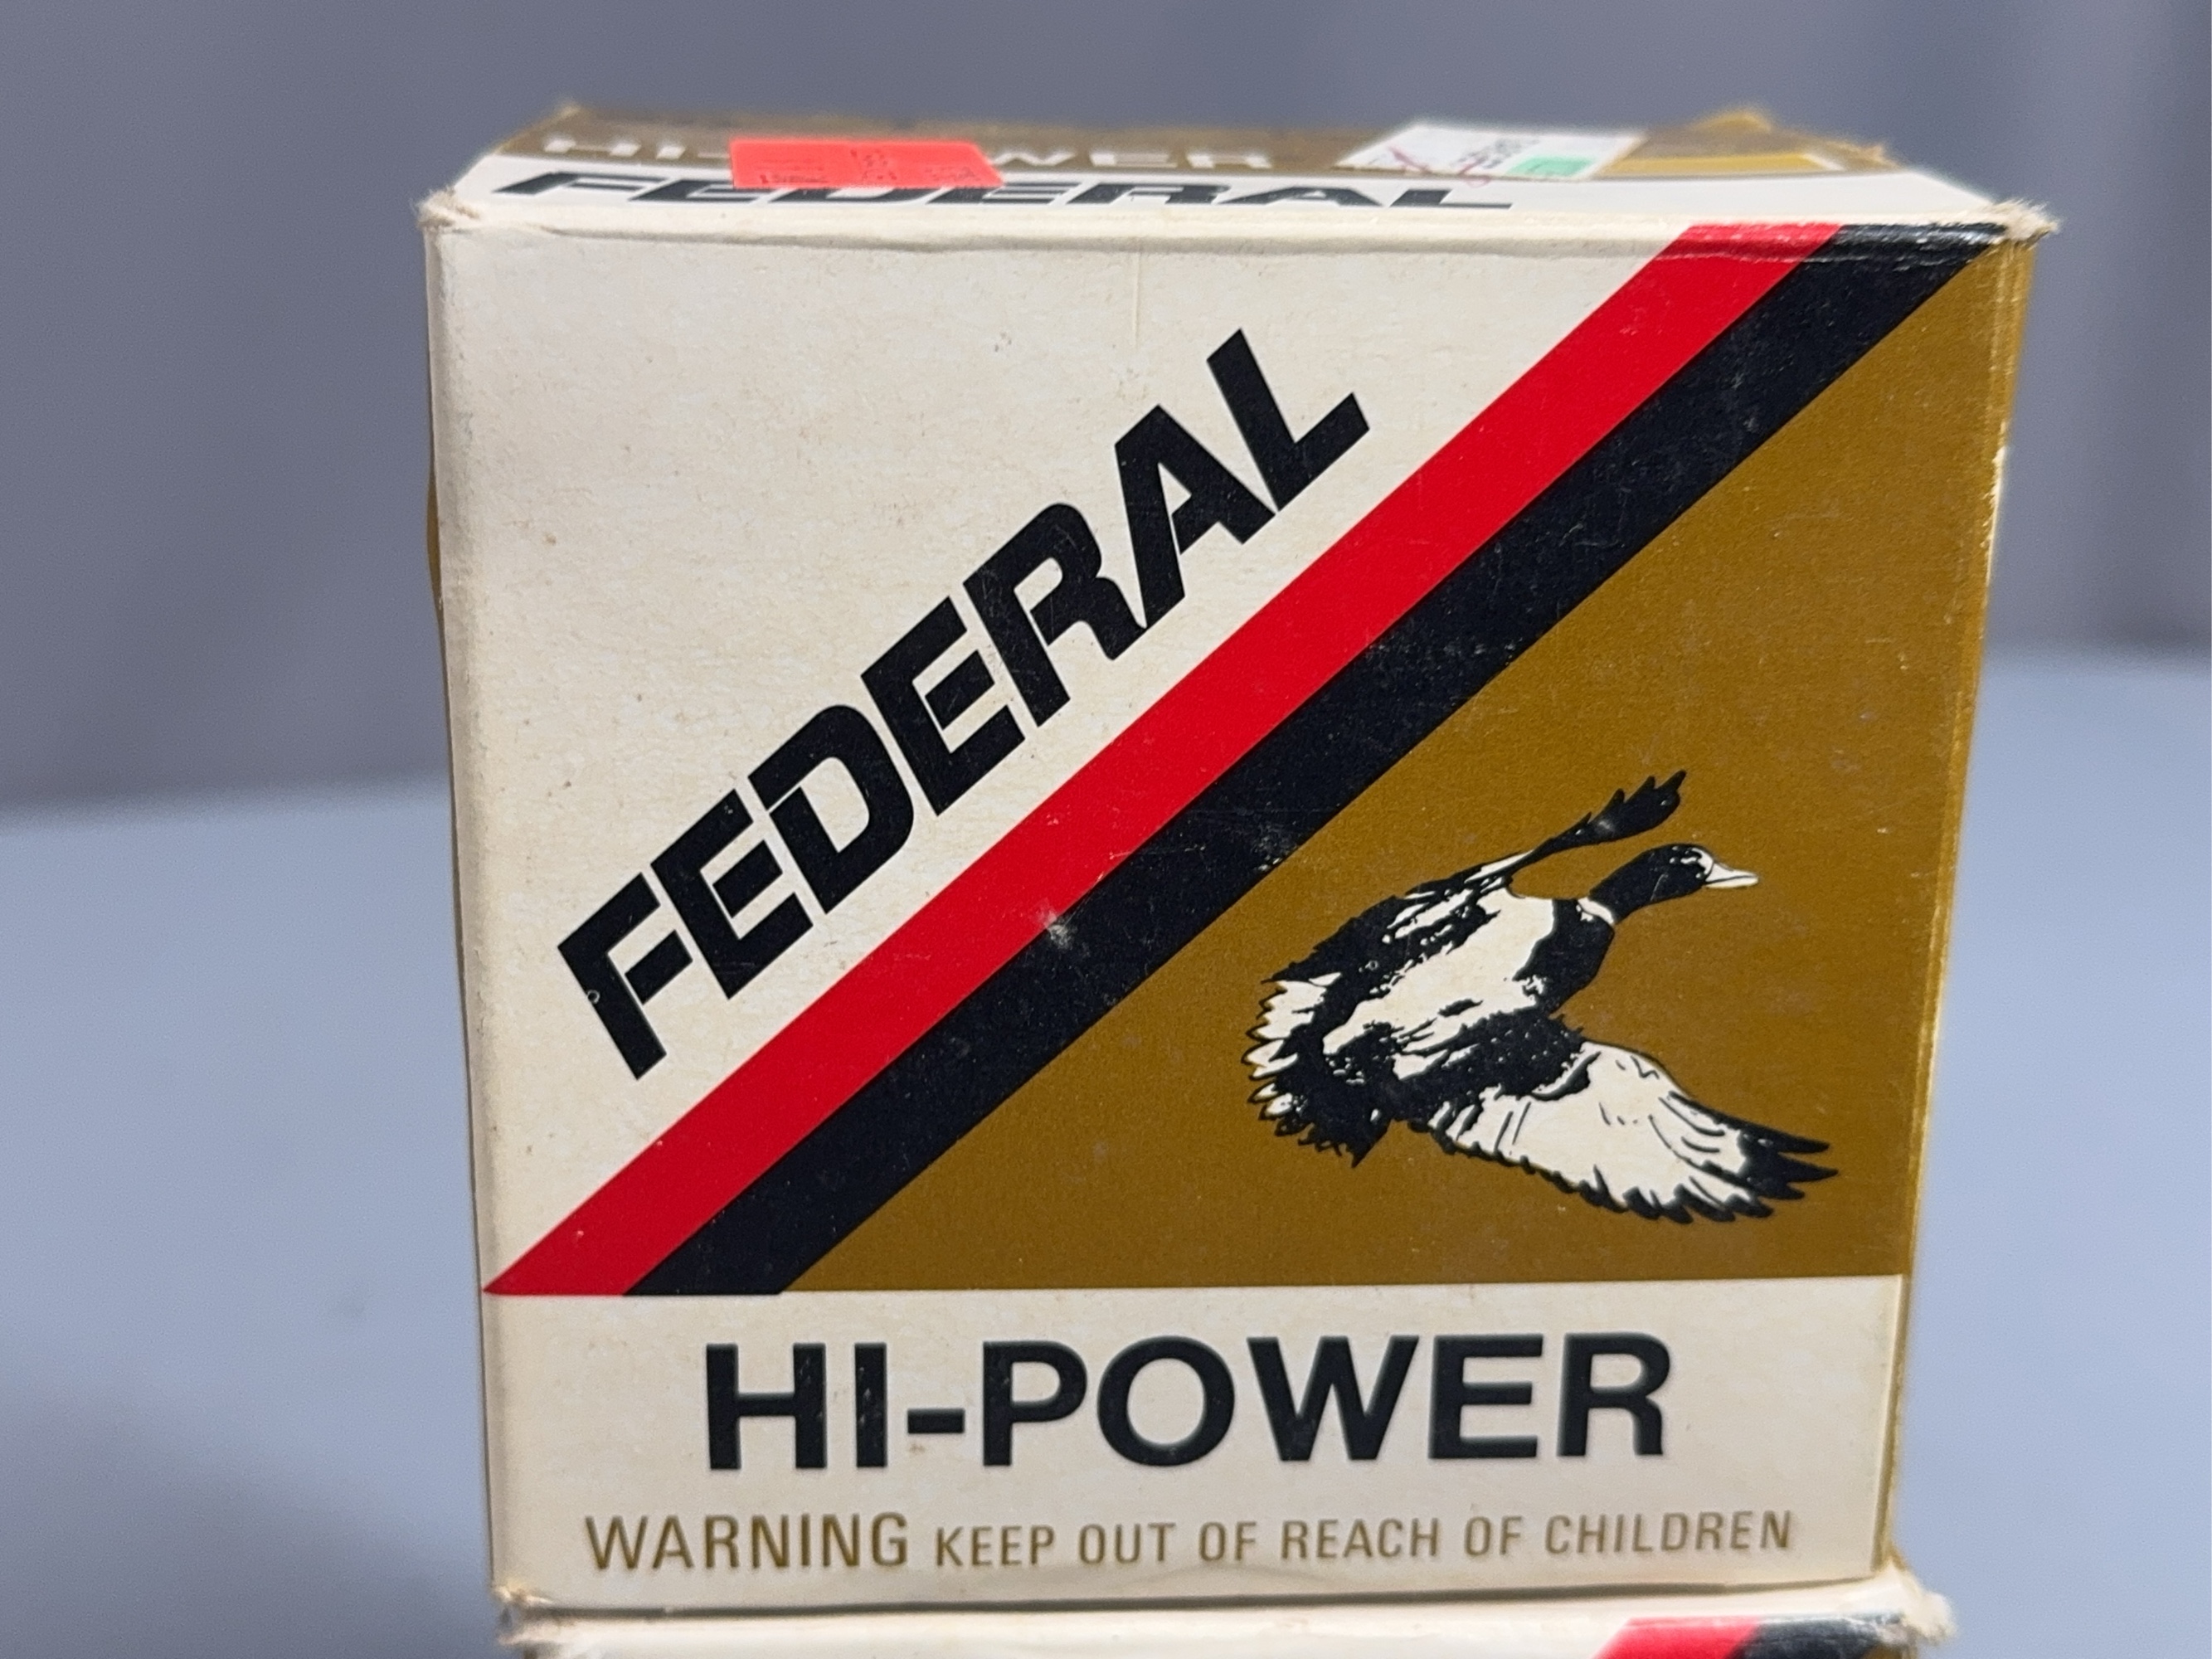 HI-POWER
FEDERAL
FEDERAL
HI-POWER
WARNING KEEP OUT OF REACH OF CHILDREN